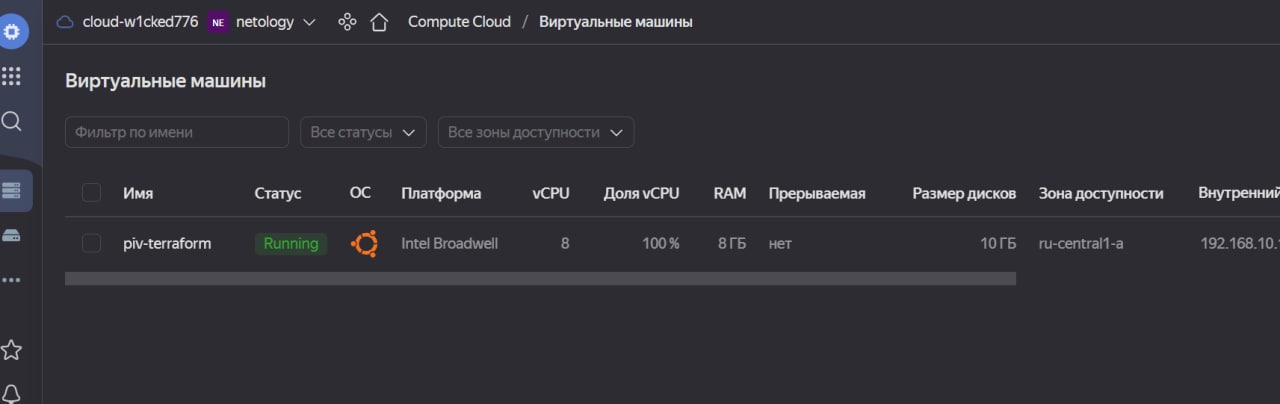 cloud-w1cked776 NE netology Compute Cloud / Виртуальные машины
Виртуальные машины
Фильтр по имени Все статусы Все зоны доступности
Имя Статус ОС Платформа vCPU Доля vCPU RAM Прерываемая Размер дисков Зона доступности Внутренний
piv-terraform Running Intel Broadwell 8 100 % 8 ГБ нет 10 ГБ ru-central1-a 192.168.10.